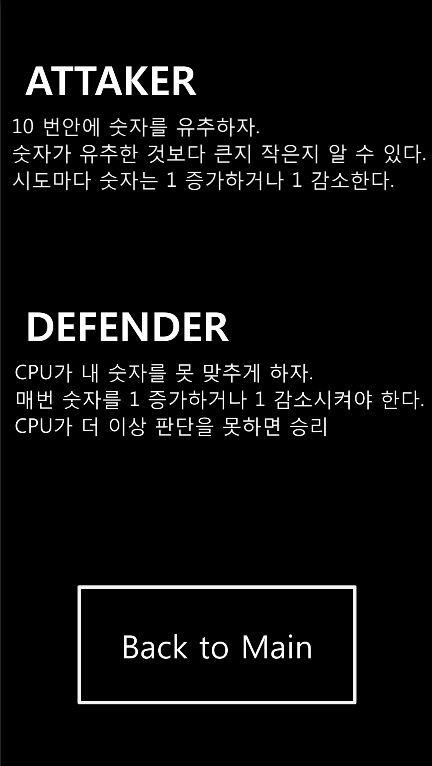 ATTAKER
10 번안에 숫자를 유추하자.
숫자가 유추한 것보다 큰지 작은지 알 수 있다.
시도마다 숫자는 1 증가하거나 1 감소한다.
DEFENDER
CPU가 내 숫자를 못 맞추게 하자.
매번 숫자를 1 증가하거나 1 감소시켜야 한다.
CPU가 더 이상 판단을 못하면 승리
Back to Main